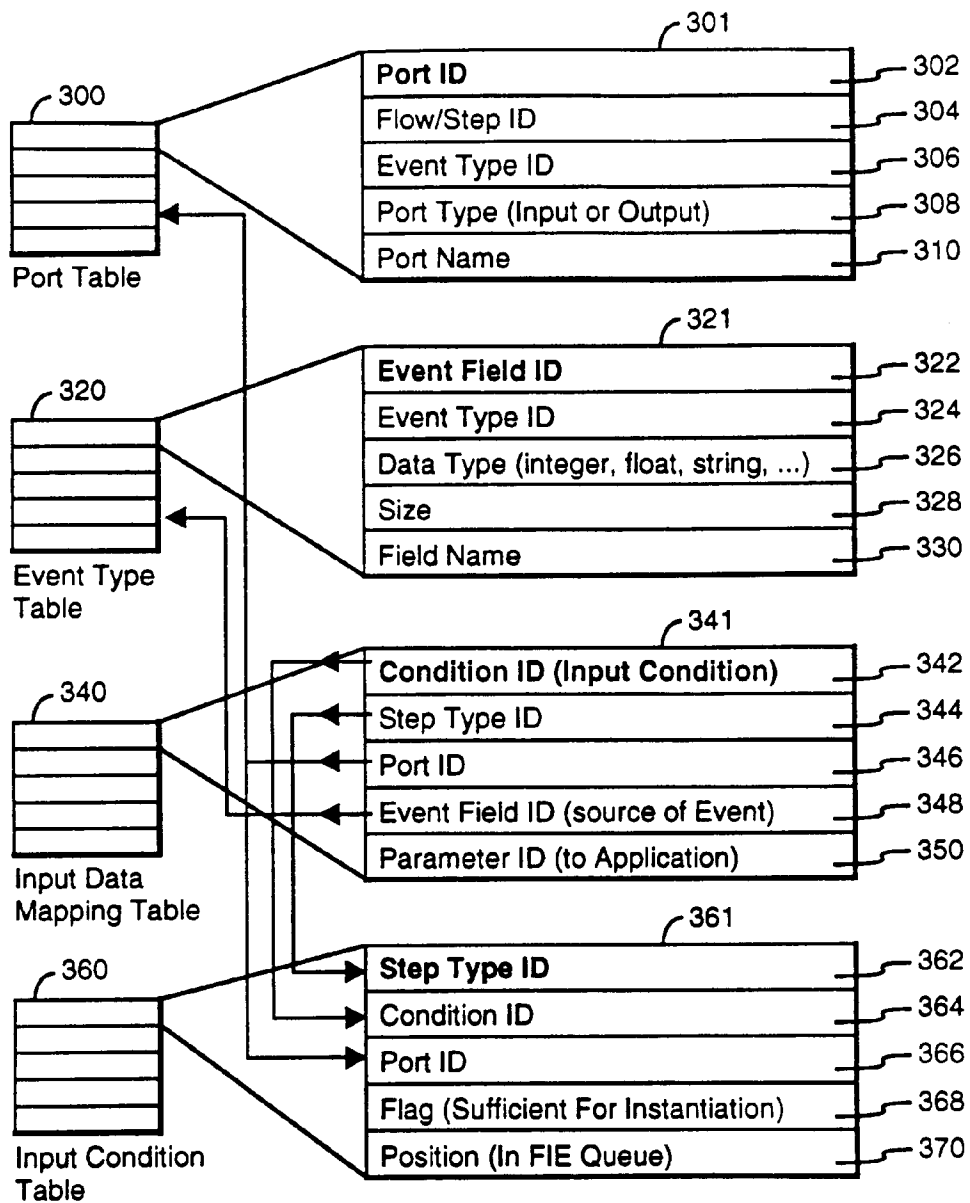 301
Port ID 302
300
Flow/Step ID 304
Event Type ID 306
Port Type (Input or Output) 308
Port Name 310
Port Table
321
Event Field ID 322
320
Event Type ID 324
Data Type (integer, float, string, ...) 326
Size 328
Field Name 330
Event Type
Table
341
Condition ID (Input Condition) 342
340
Step Type ID 344
Port ID 346
Event Field ID (source of Event) 348
Parameter ID (to Application) 350
Input Data
Mapping Table
361
Step Type ID 362
360
Condition ID 364
Port ID 366
Flag (Sufficient For Instantiation) 368
Position (In FIE Queue) 370
Input Condition
Table